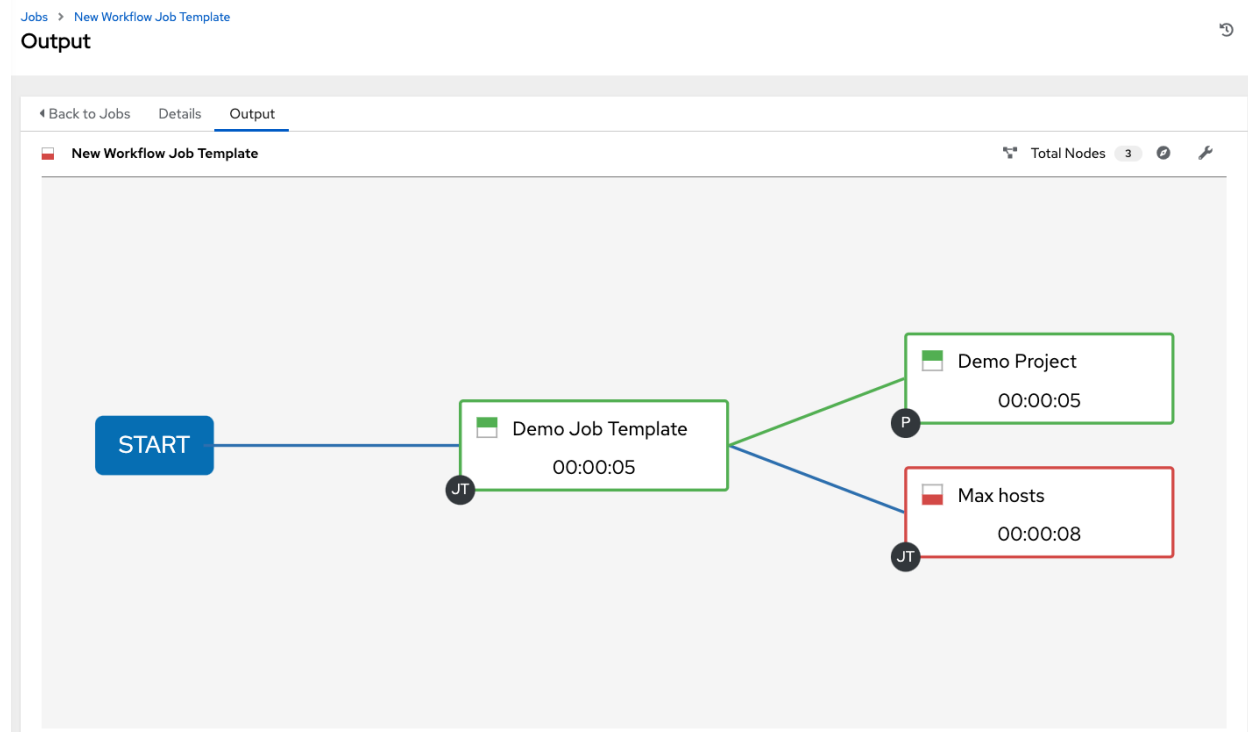 Jobs > New Workflow Job Template
Output
Back to Jobs Details Output
New Workflow Job Template Total Nodes 3
START
Demo Job Template
00:00:05
JT
Demo Project
00:00:05
P
Max hosts
00:00:08
JT